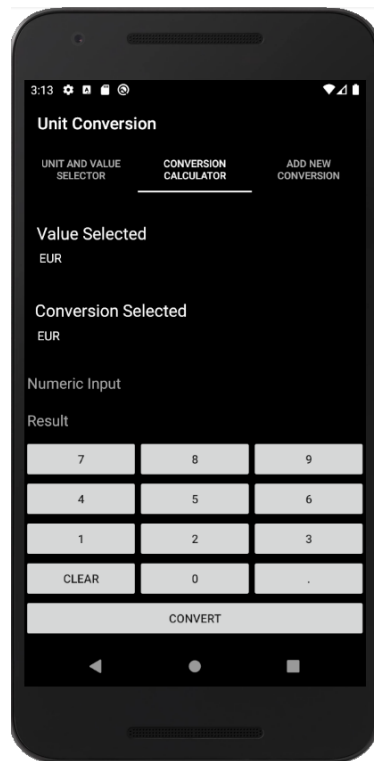 3:13
Unit Conversion
UNIT AND VALUE SELECTOR
CONVERSION CALCULATOR
ADD NEW CONVERSION
Value Selected
EUR
Conversion Selected
EUR
Numeric Input
Result
7 8 9
4 5 6
1 2 3
CLEAR 0 .
CONVERT